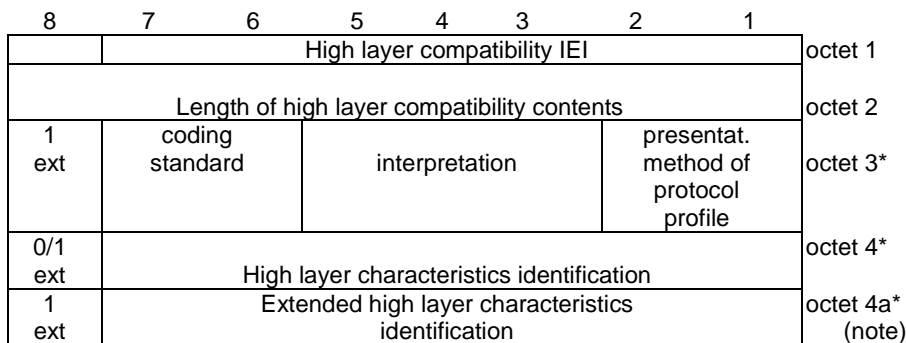 8 7 6 5 4 3 2 1
High layer compatibility IEI octet 1
Length of high layer compatibility contents octet 2
1 coding presentat.
ext standard interpretation method of octet 3*
protocol
profile
0/1 octet 4*
ext High layer characteristics identification
1 Extended high layer characteristics octet 4a*
ext identification (note)